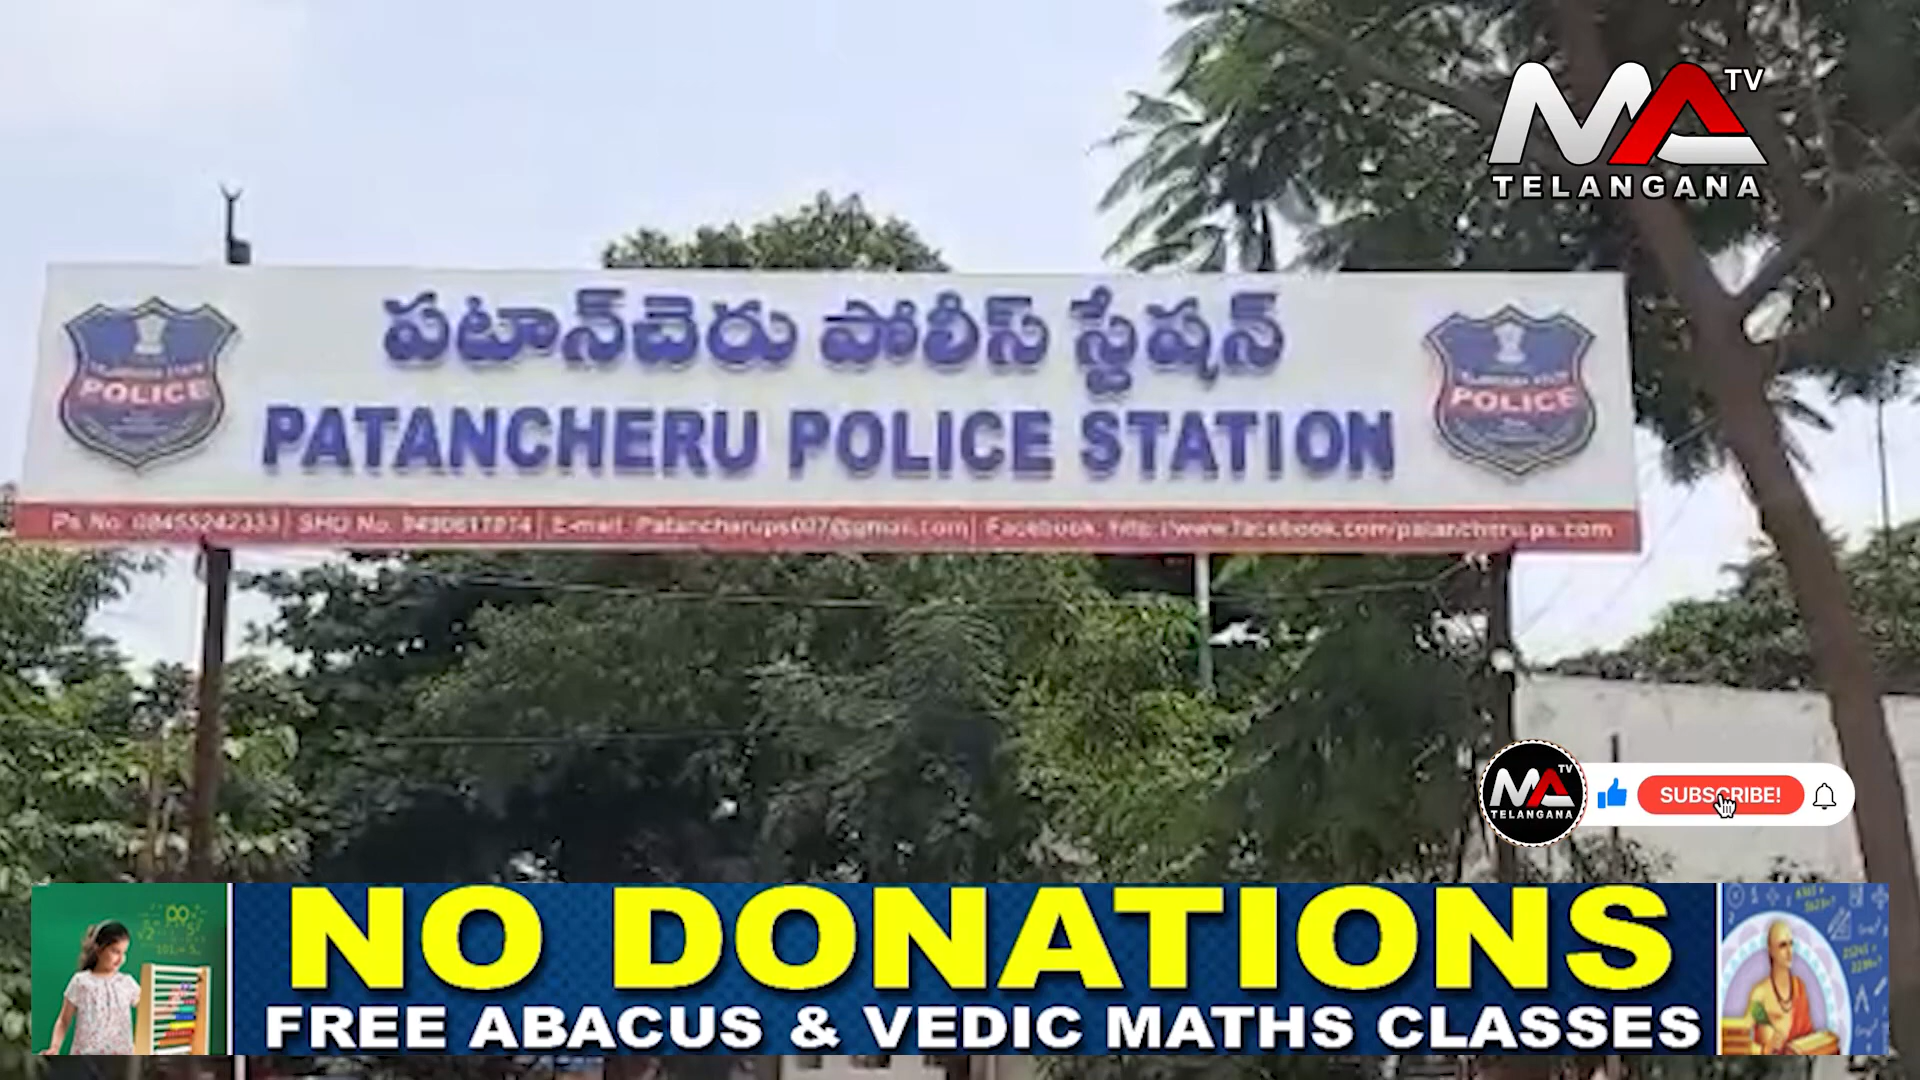 MA TV
TELANGANA
పటాన్‌చెరు పోలీస్ స్టేషన్
POLICE
POLICE
PATANCHERU POLICE STATION
Ps No. 08455242333| SHO No. | E-mail: Patancherups007@gmail.com| Facebook: http://www.facebook.com/patancheru.ps.com
MA TV
TELANGANA
SUBSCRIBE!
NO DONATIONS
FREE ABACUS & VEDIC MATHS CLASSES